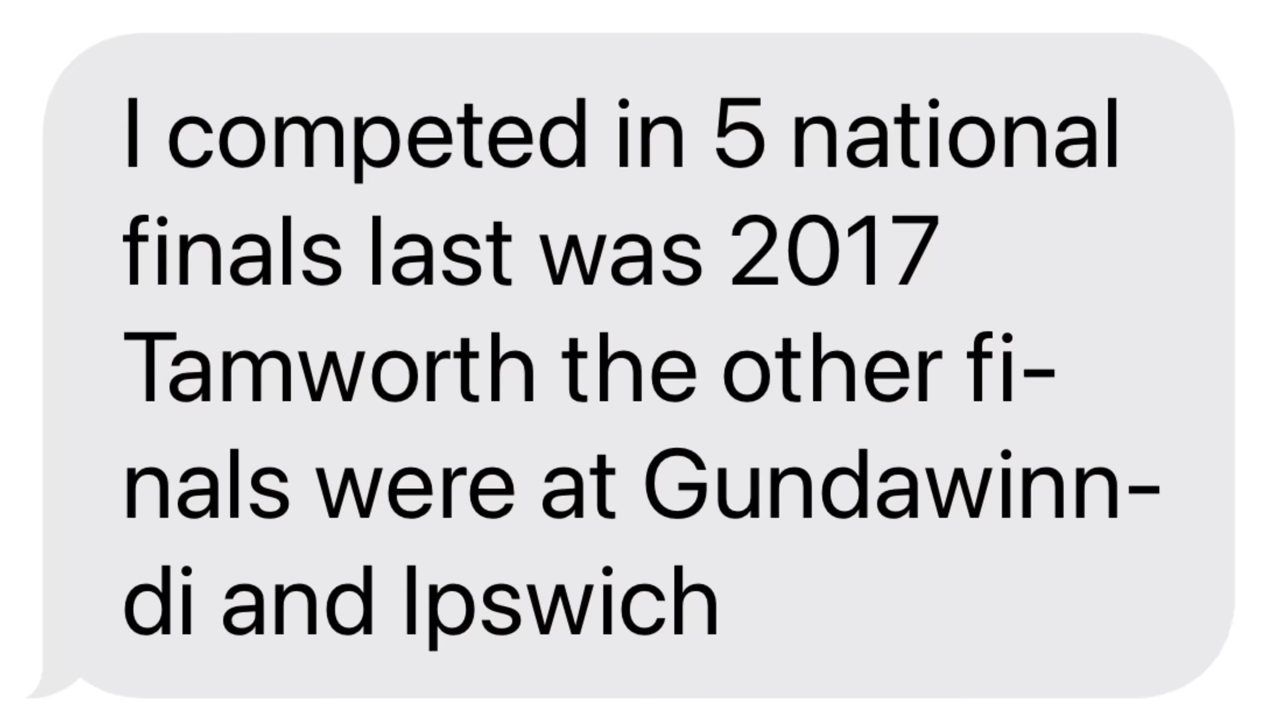 I competed in 5 national
finals last was 2017
Tamworth the other fi-
nals were at Gundawinn-
di and Ipswich